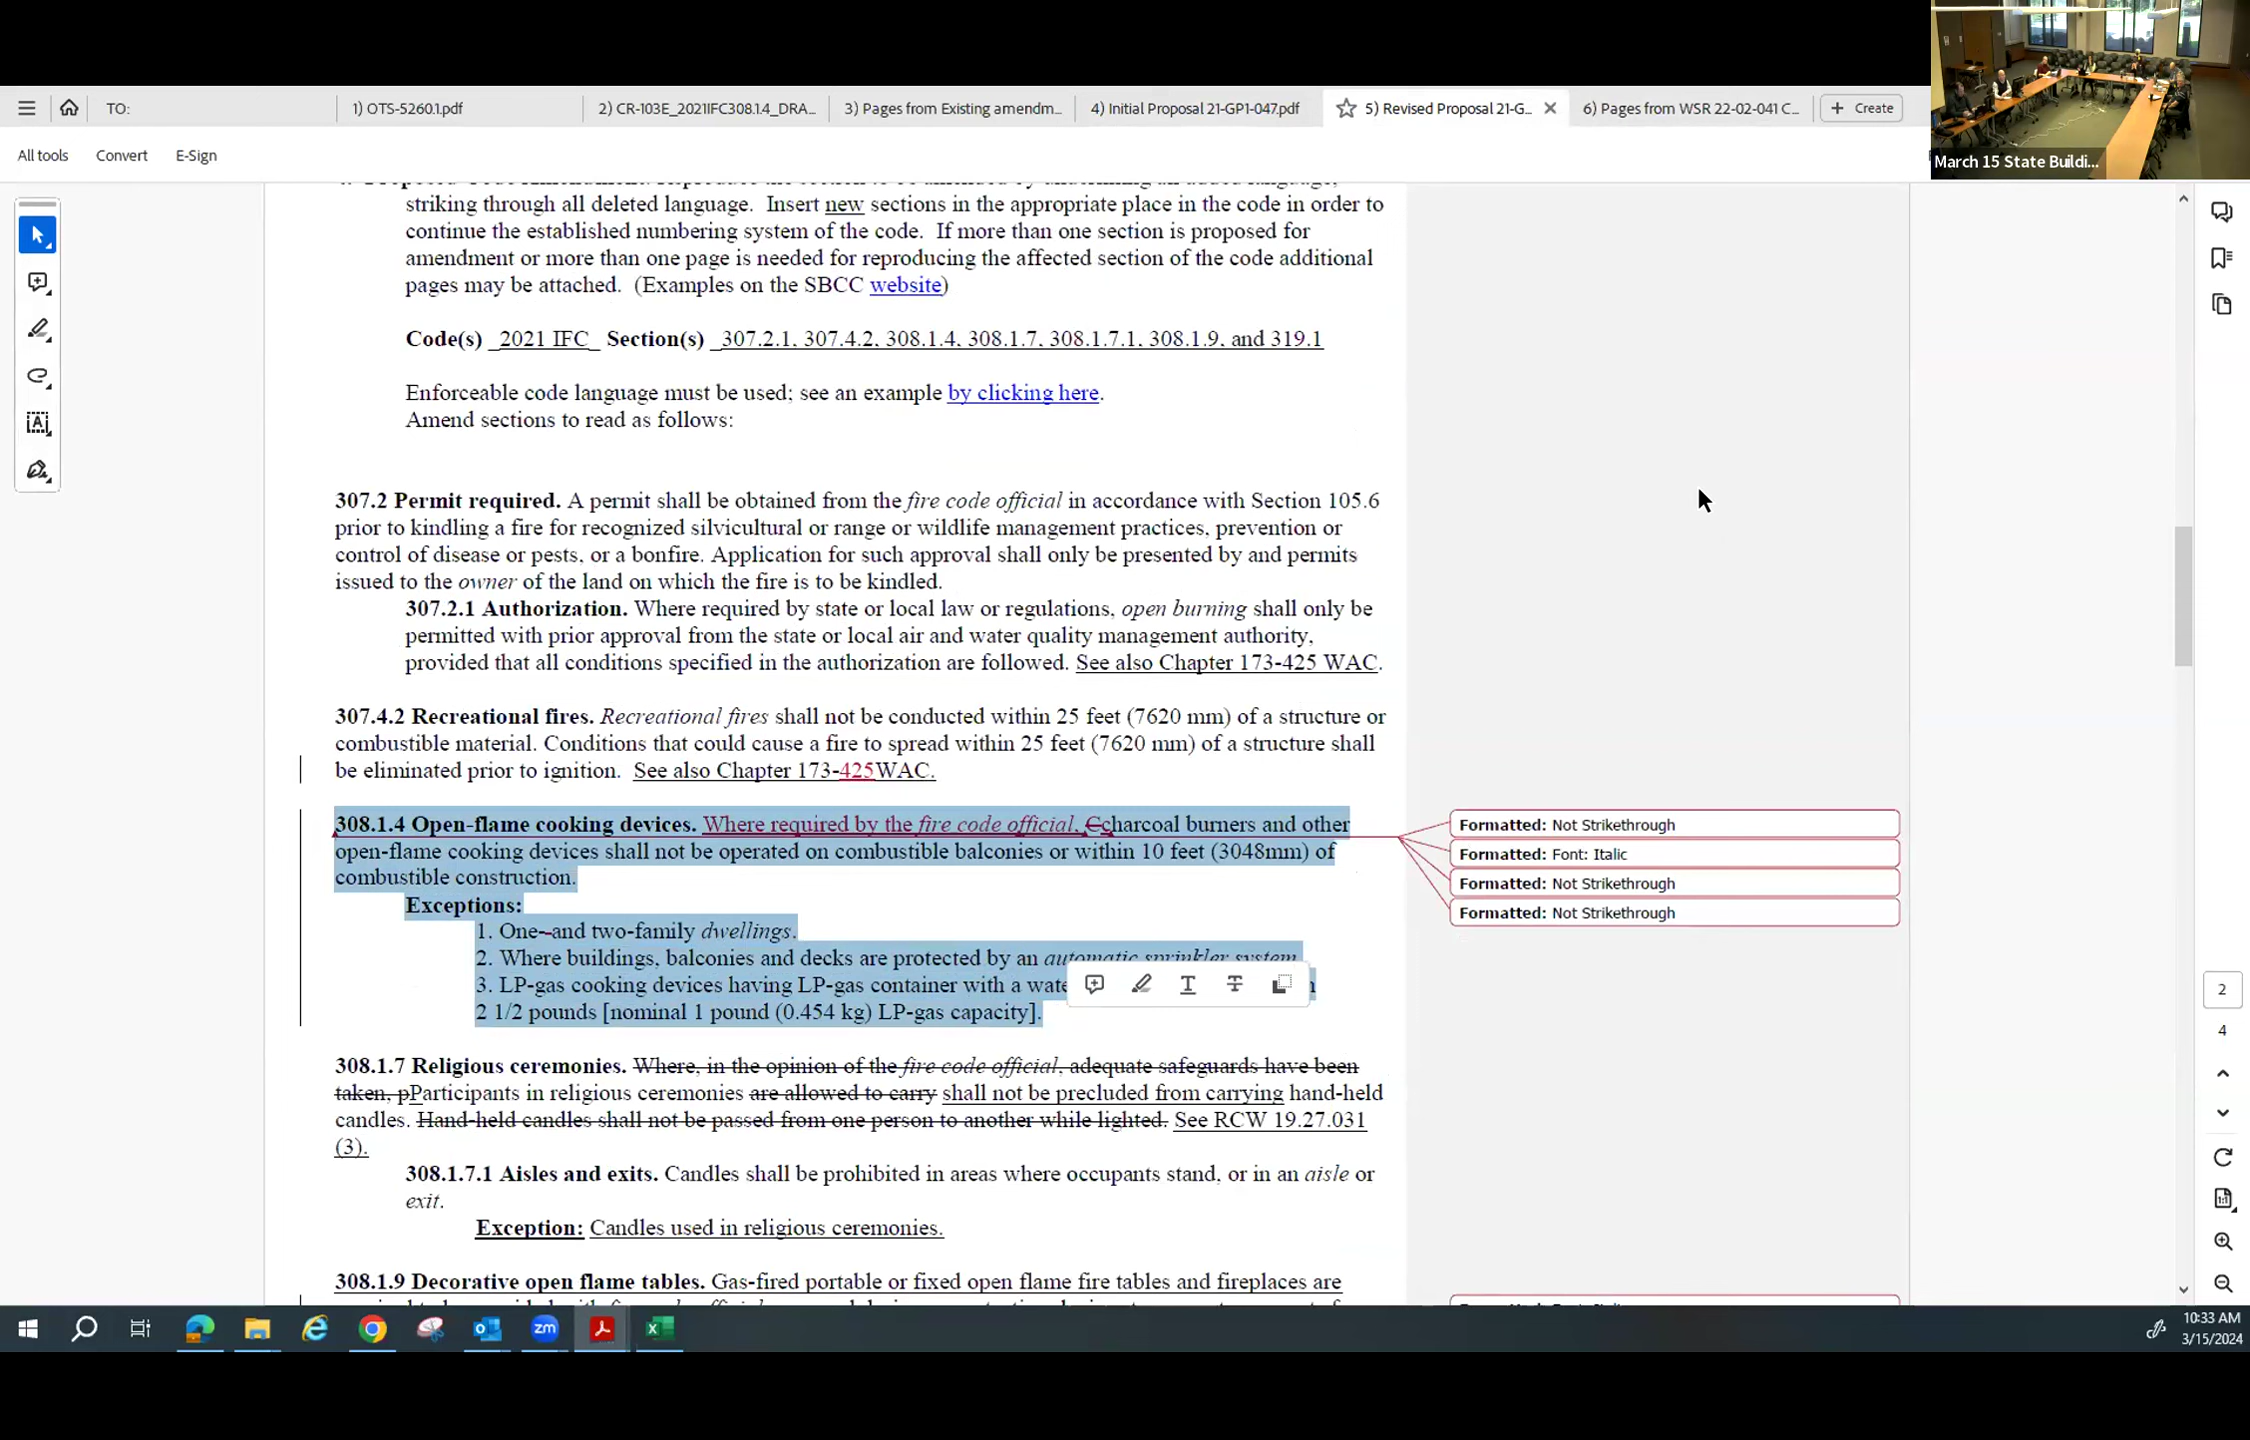 TO:
1) OTS-5260.1.pdf
2) CR-103E_2021IFC308.1.4_DRA...
3) Pages from Existing amendm...
4) Initial Proposal 21-GP1-047.pdf
5) Revised Proposal 21-G...
6) Pages from WSR 22-02-041 C...
Create
All tools
Convert
E-Sign
March 15 State Buildi...
striking through all deleted language. Insert new sections in the appropriate place in the code in order to
continue the established numbering system of the code. If more than one section is proposed for
amendment or more than one page is needed for reproducing the affected section of the code additional
pages may be attached. (Examples on the SBCC website)
Code(s) _2021 IFC_ Section(s) _307.2.1, 307.4.2, 308.1.4, 308.1.7, 308.1.7.1, 308.1.9, and 319.1
Enforceable code language must be used; see an example by clicking here.
Amend sections to read as follows:
307.2 Permit required. A permit shall be obtained from the fire code official in accordance with Section 105.6
prior to kindling a fire for recognized silvicultural or range or wildlife management practices, prevention or
control of disease or pests, or a bonfire. Application for such approval shall only be presented by and permits
issued to the owner of the land on which the fire is to be kindled.
307.2.1 Authorization. Where required by state or local law or regulations, open burning shall only be
permitted with prior approval from the state or local air and water quality management authority,
provided that all conditions specified in the authorization are followed. See also Chapter 173-425 WAC.
307.4.2 Recreational fires. Recreational fires shall not be conducted within 25 feet (7620 mm) of a structure or
combustible material. Conditions that could cause a fire to spread within 25 feet (7620 mm) of a structure shall
be eliminated prior to ignition. See also Chapter 173-425WAC.
308.1.4 Open-flame cooking devices. Where required by the fire code official, Ccharcoal burners and other
open-flame cooking devices shall not be operated on combustible balconies or within 10 feet (3048mm) of
combustible construction.
Exceptions:
1. One- and two-family dwellings.
2. Where buildings, balconies and decks are protected by an automatic sprinkler system.
3. LP-gas cooking devices having LP-gas container with a
2 1/2 pounds [nominal 1 pound (0.454 kg) LP-gas capacity].
308.1.7 Religious ceremonies. Where, in the opinion of the fire code official, adequate safeguards have been
taken, pParticipants in religious ceremonies are allowed to carry shall not be precluded from carrying hand-held
candles. Hand-held candles shall not be passed from one person to another while lighted. See RCW 19.27.031
(3).
308.1.7.1 Aisles and exits. Candles shall be prohibited in areas where occupants stand, or in an aisle or
exit.
Exception: Candles used in religious ceremonies.
308.1.9 Decorative open flame tables. Gas-fired portable or fixed open flame fire tables and fireplaces are
Formatted: Not Strikethrough
Formatted: Font: Italic
Formatted: Not Strikethrough
Formatted: Not Strikethrough
2
4
10:33 AM
3/15/2024